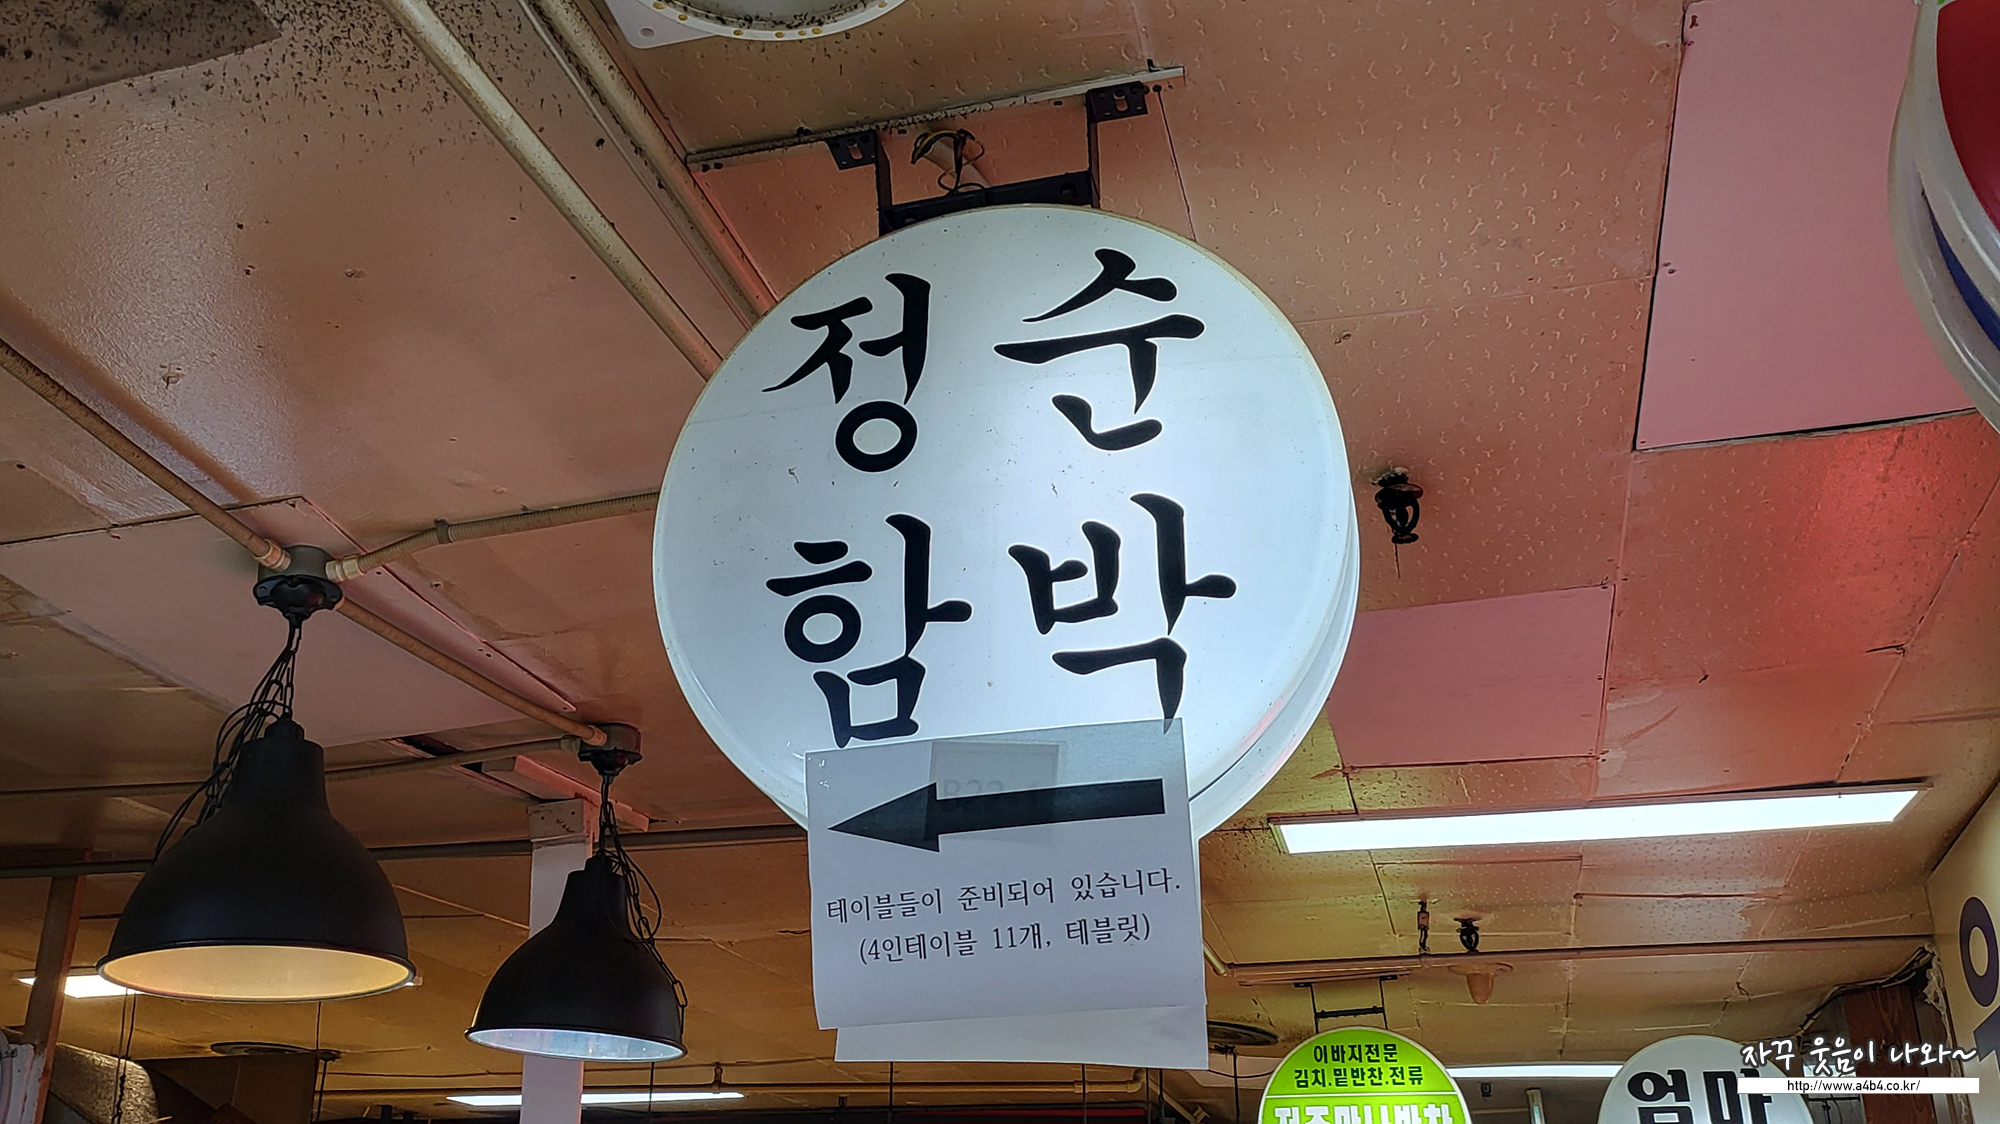 정순
함박
테이블들이 준비되어 있습니다.
(4인테이블 11개, 테블릿)
이바지전문
김치.밑반찬.전류
엄마
자꾸 웃음이 나와~
http://www.a4b4.co.kr/